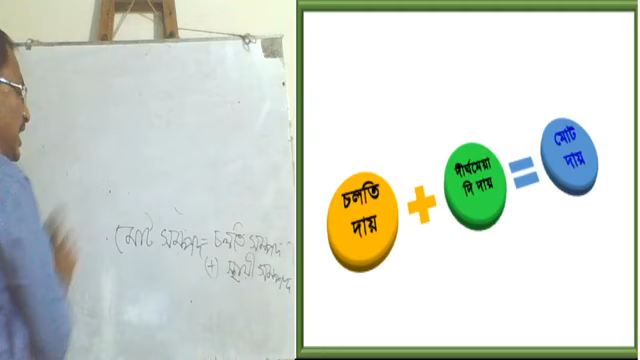 মোট সম্পদ = চলতি সম্পদ
(+) স্থায়ী সম্পদ
চলতি
দায়
দীর্ঘমেয়া
দি দায়
+
=
মোট
দায়